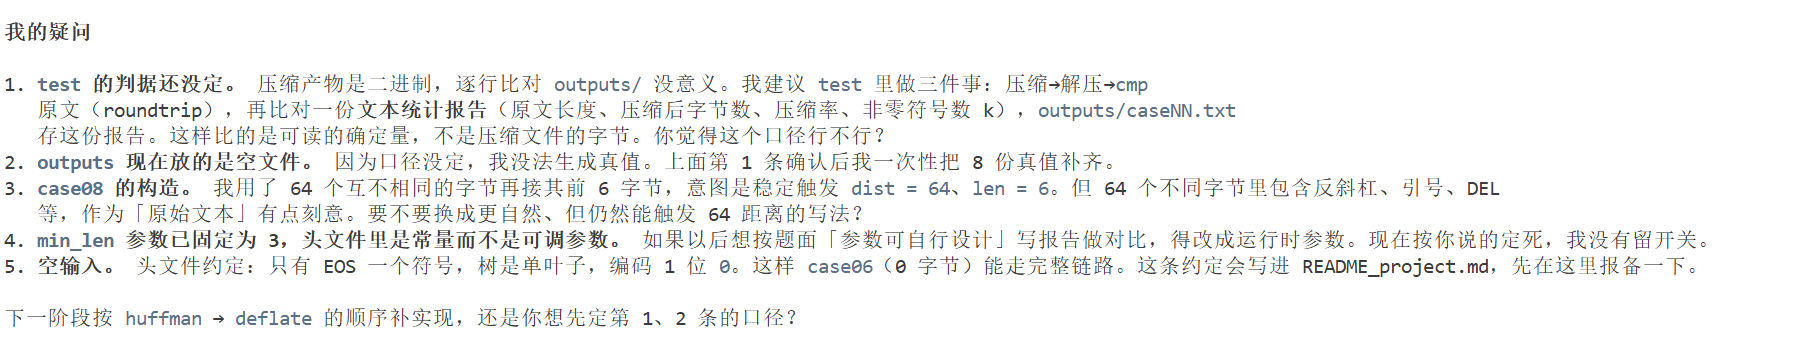 我的疑问
1. test 的判据还没定。 压缩产物是二进制，逐行比对 outputs/ 没意义。我建议 test 里做三件事：压缩→解压→cmp
原文（roundtrip），再比对一份文本统计报告（原文长度、压缩后字节数、压缩率、非零符号数 k），outputs/caseNN.txt
存这份报告。这样比的是可读的确定量，不是压缩文件的字节。你觉得这个口径行不行？
2. outputs 现在放的是空文件。 因为口径没定，我没法生成真值。上面第 1 条确认后我一次性把 8 份真值补齐。
3. case08 的构造。 我用了 64 个互不相同的字节再接其前 6 字节，意图是稳定触发 dist = 64、len = 6。但 64 个不同字节里包含反斜杠、引号、DEL
等，作为「原始文本」有点刻意。要不要换成更自然、但仍然能触发 64 距离的写法？
4. min_len 参数已固定为 3，头文件里是常量而不是可调参数。 如果以后想按题面「参数可自行设计」写报告做对比，得改成运行时参数。现在按你说的定死，我没有留开关。
5. 空输入。 头文件约定：只有 EOS 一个符号，树是单叶子，编码 1 位 0。这样 case06（0 字节）能走完整链路。这条约定会写进 README_project.md，先在这里报备一下。
下一阶段按 huffman → deflate 的顺序补实现，还是你想先定第 1、2 条的口径？